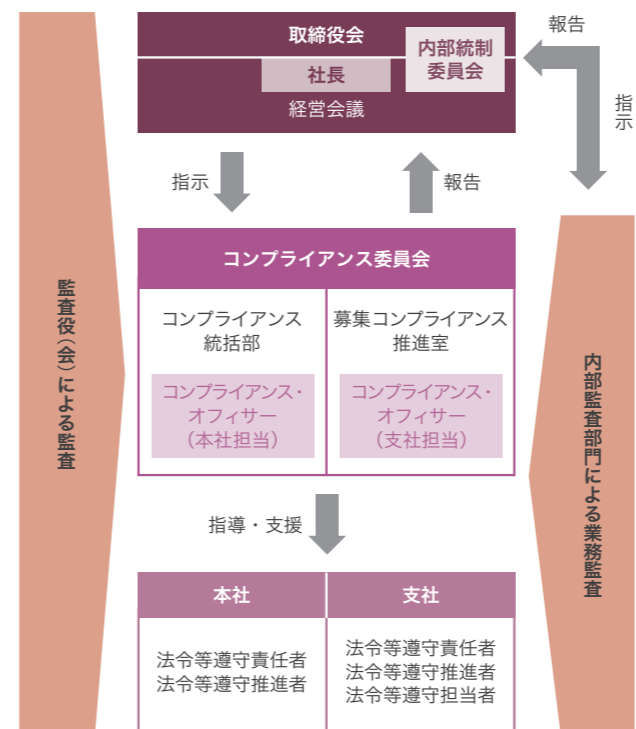 取締役会
内部統制
委員会
社長
経営会議
報告
指示
指示
報告
コンプライアンス委員会
コンプライアンス
統括部
コンプライアンス・
オフィサー
（本社担当）
募集コンプライアンス
推進室
コンプライアンス・
オフィサー
（支社担当）
監査役（会）による監査
内部監査部門による業務監査
指導・支援
本社
支社
法令等遵守責任者
法令等遵守推進者
法令等遵守責任者
法令等遵守推進者
法令等遵守担当者